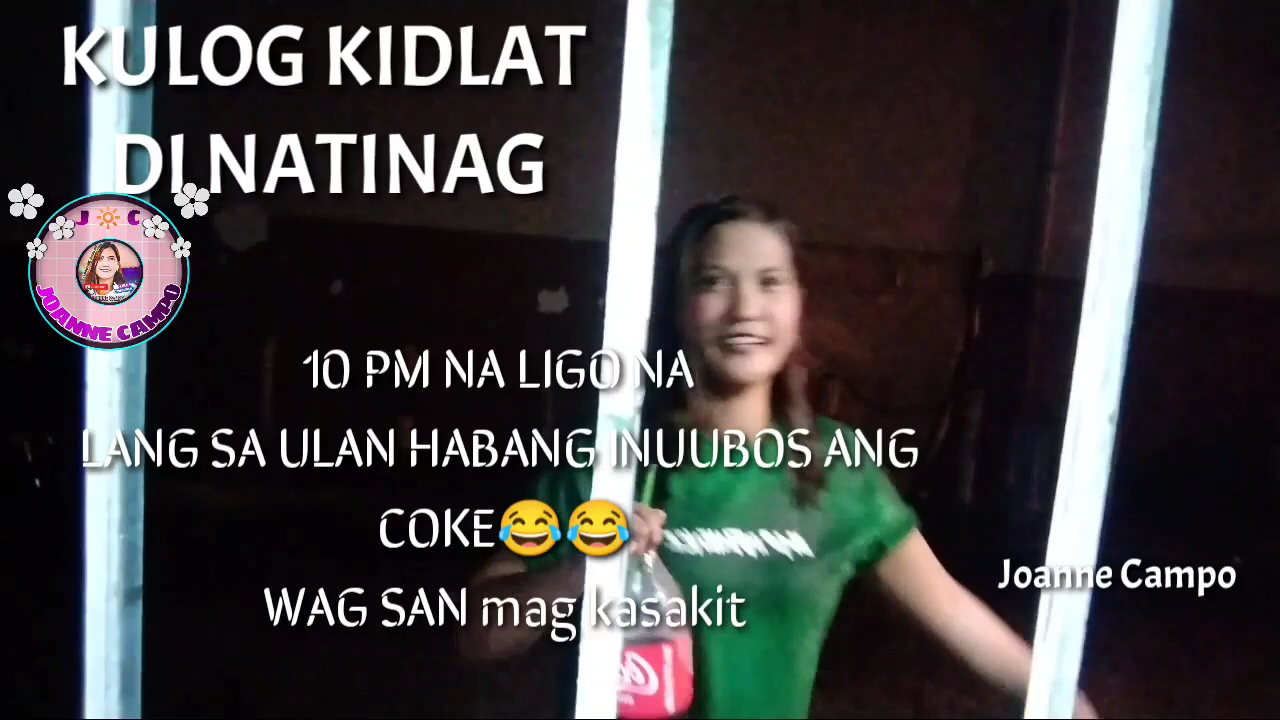 KULOG KIDLAT
DI NATINAG
J C
JOANNE CAMPO
10 PM NA LIGO NA
LANG SA ULAN HABANG INUUBOS ANG
COKE😂😂
WAG SAN mag kasakit
Joanne Campo